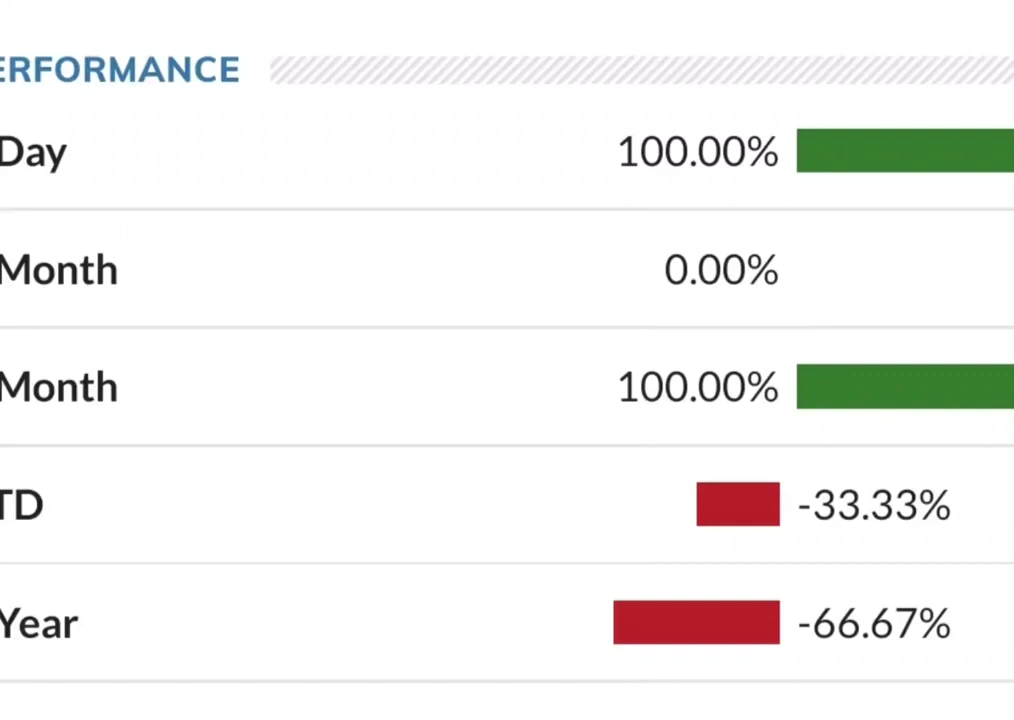 ERFORMANCE
Day 100.00%
Month 0.00%
Month 100.00%
TD -33.33%
Year -66.67%